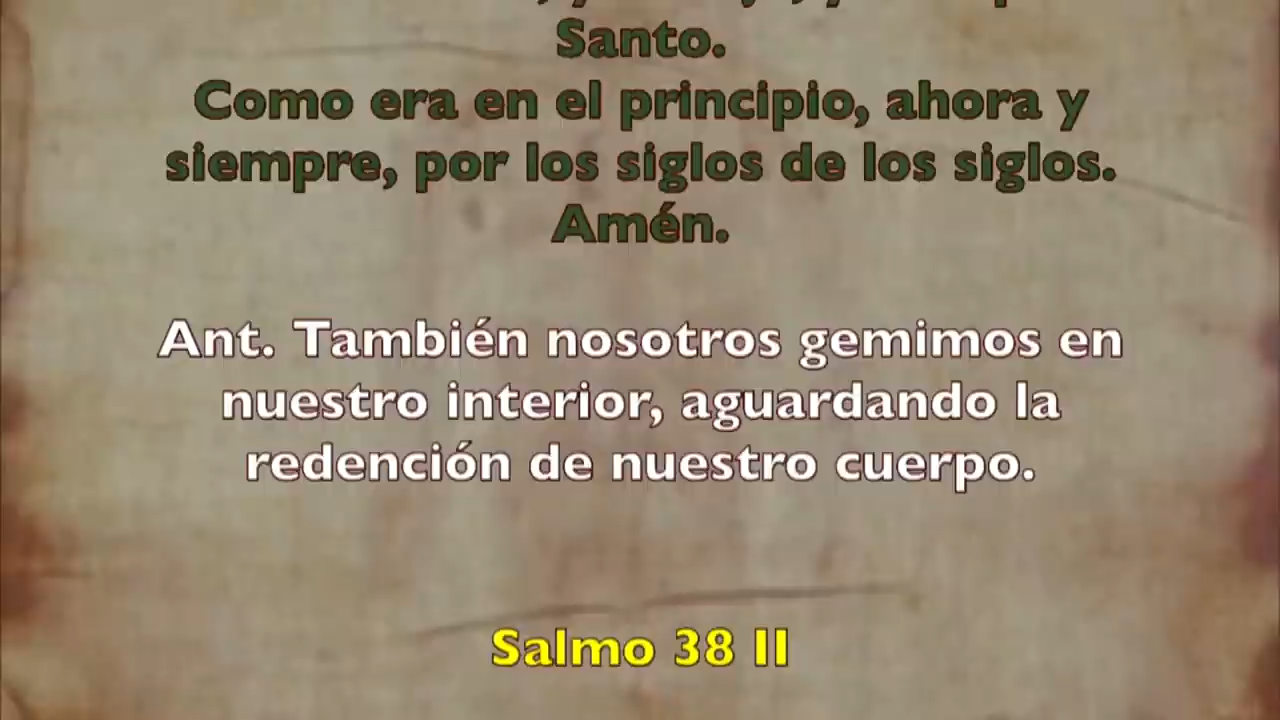 Santo.
Como era en el principio, ahora y
siempre, por los siglos de los siglos.
Amén.
Ant. También nosotros gemimos en
nuestro interior, aguardando la
redención de nuestro cuerpo.
Salmo 38 II